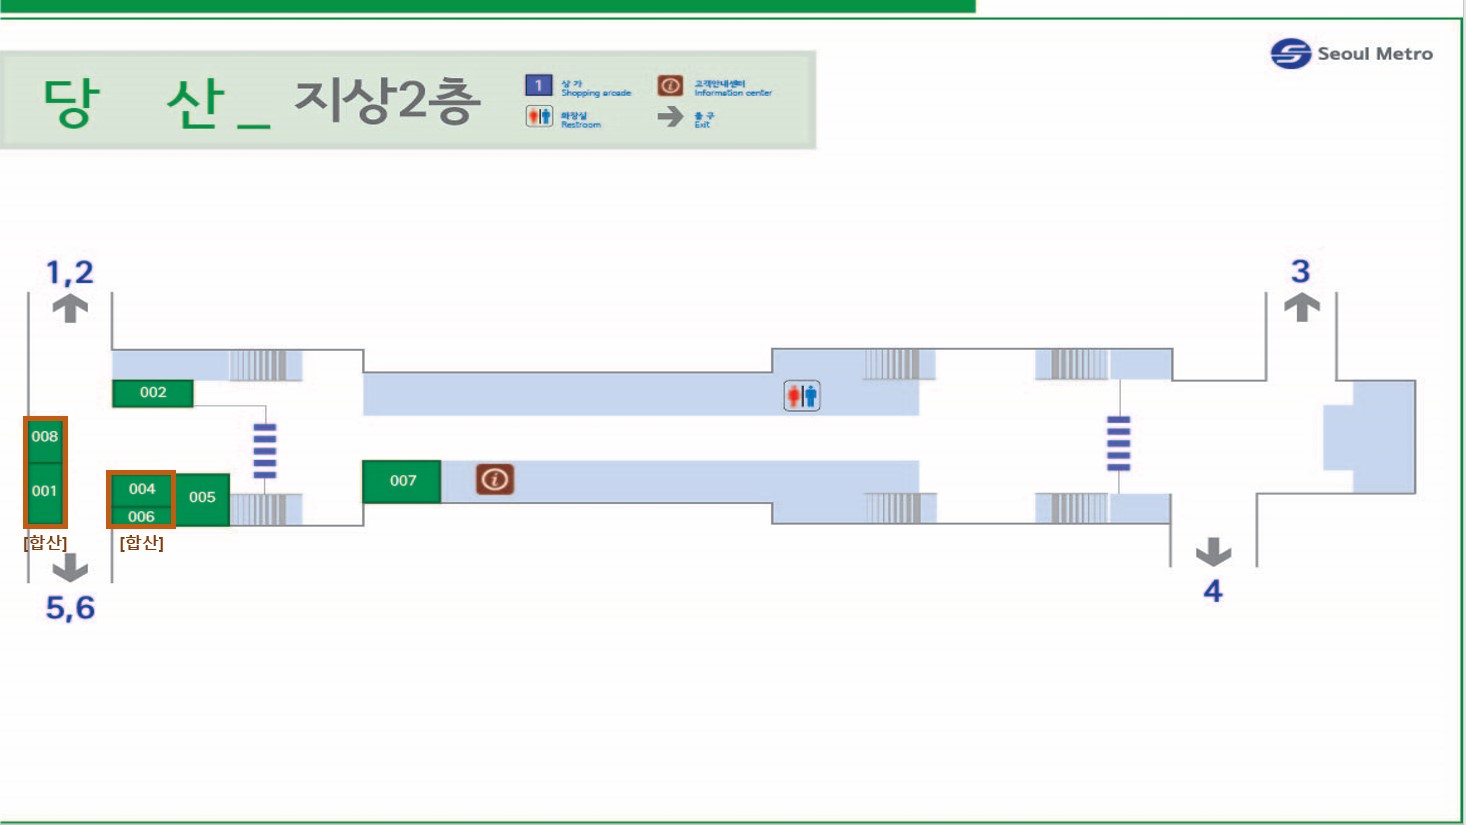 Seoul Metro
당 산_ 지상2층
1 상 가 Shopping arcade
고객안내센터 Information center
화장실 Restroom
출 구 Exit
1,2
3
002
008
001
004
005
006
007
[합산]
[합산]
5,6
4